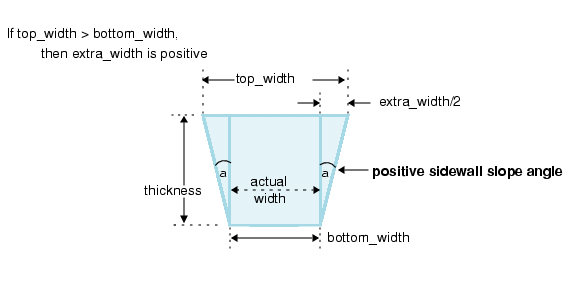 If top_width > bottom_width,
then extra_width is positive
top_width
extra_width/2
a
a
positive sidewall slope angle
thickness
actual
width
bottom_width